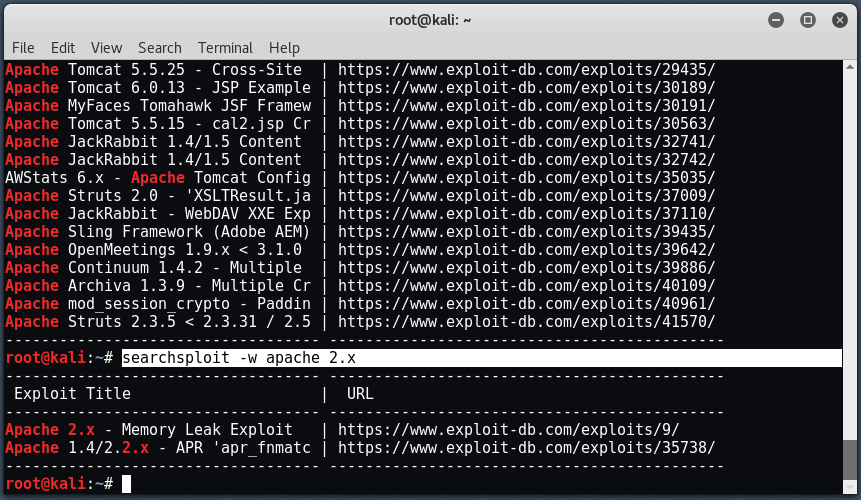 root@kali: ~
File Edit View Search Terminal Help
Apache Tomcat 5.5.25 - Cross-Site  | https://www.exploit-db.com/exploits/29435/
Apache Tomcat 6.0.13 - JSP Example | https://www.exploit-db.com/exploits/30189/
Apache MyFaces Tomahawk JSF Framew | https://www.exploit-db.com/exploits/30191/
Apache Tomcat 5.5.15 - cal2.jsp Cr | https://www.exploit-db.com/exploits/30563/
Apache JackRabbit 1.4/1.5 Content  | https://www.exploit-db.com/exploits/32741/
Apache JackRabbit 1.4/1.5 Content  | https://www.exploit-db.com/exploits/32742/
AWStats 6.x - Apache Tomcat Config | https://www.exploit-db.com/exploits/35035/
Apache Struts 2.0 - 'XSLTResult.ja | https://www.exploit-db.com/exploits/37009/
Apache JackRabbit - WebDAV XXE Exp | https://www.exploit-db.com/exploits/37110/
Apache Sling Framework (Adobe AEM) | https://www.exploit-db.com/exploits/39435/
Apache OpenMeetings 1.9.x < 3.1.0  | https://www.exploit-db.com/exploits/39642/
Apache Continuum 1.4.2 - Multiple  | https://www.exploit-db.com/exploits/39886/
Apache Archiva 1.3.9 - Multiple Cr | https://www.exploit-db.com/exploits/40109/
Apache mod_session_crypto - Paddin | https://www.exploit-db.com/exploits/40961/
Apache Struts 2.3.5 < 2.3.31 / 2.5 | https://www.exploit-db.com/exploits/41570/
----------------------------------- --------------------------------------------
root@kali:~# searchsploit -w apache 2.x
----------------------------------- --------------------------------------------
 Exploit Title                     |  URL
----------------------------------- --------------------------------------------
Apache 2.x - Memory Leak Exploit   | https://www.exploit-db.com/exploits/9/
Apache 1.4/2.2.x - APR 'apr_fnmatc | https://www.exploit-db.com/exploits/35738/
----------------------------------- --------------------------------------------
root@kali:~#